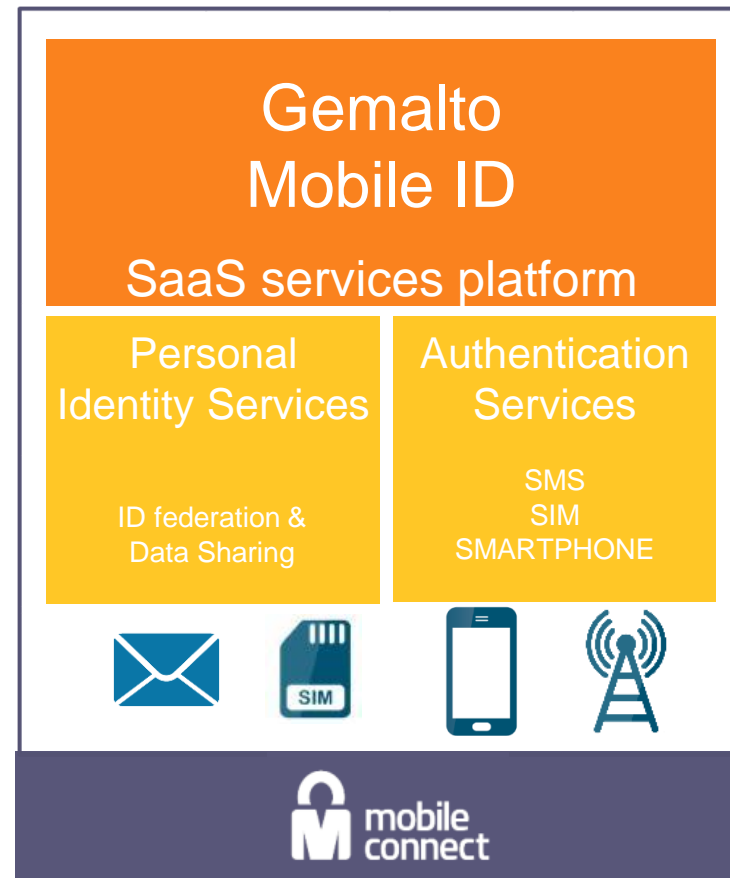 Gemalto
Mobile ID
SaaS services platform
Personal
Identity Services
ID federation &
Data Sharing
Authentication
Services
SMS
SIM
SMARTPHONE
SIM
mobile
connect